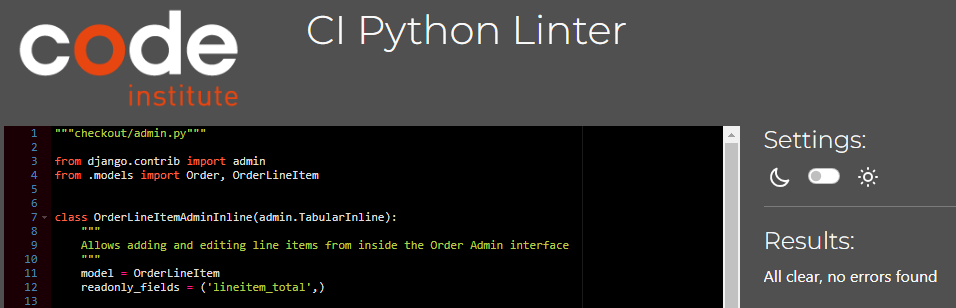 code
institute
CI Python Linter
1 """checkout/admin.py"""
2
3 from django.contrib import admin
4 from .models import Order, OrderLineItem
5
6
7 class OrderLineItemAdminInline(admin.TabularInline):
8     """
9     Allows adding and editing line items from inside the Order Admin interface
10     """
11     model = OrderLineItem
12     readonly_fields = ('lineitem_total',)
13
Settings:
Results:
All clear, no errors found